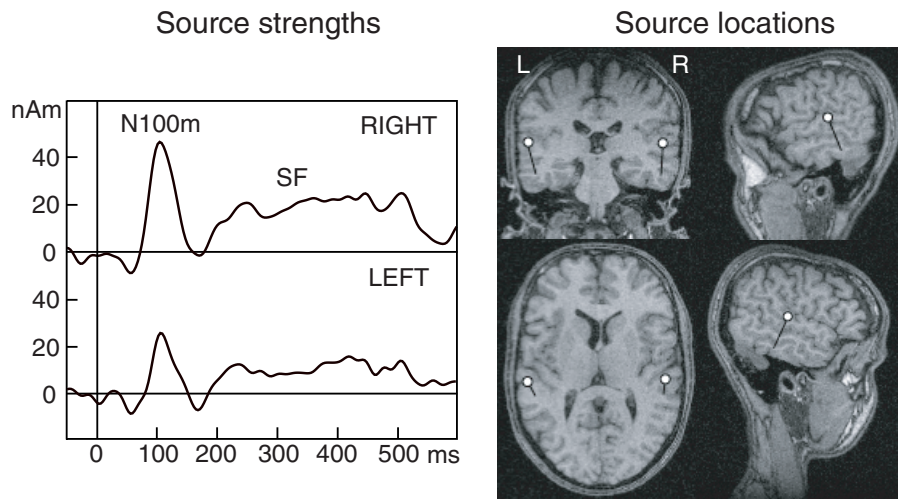 Source strengths
Source locations
nAm
N100m
RIGHT
SF
40
20
0
LEFT
40
20
0
0 100 200 300 400 500 ms
L R